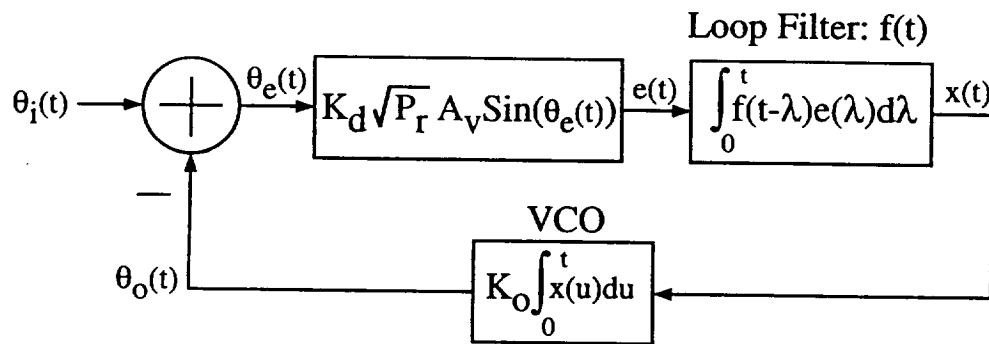 Loop Filter: f(t)
θi(t)
θe(t)
Kd√Pr AvSin(θe(t))
e(t)
∫0t f(t-λ)e(λ)dλ
x(t)
—
VCO
θo(t)
Ko∫0t x(u)du